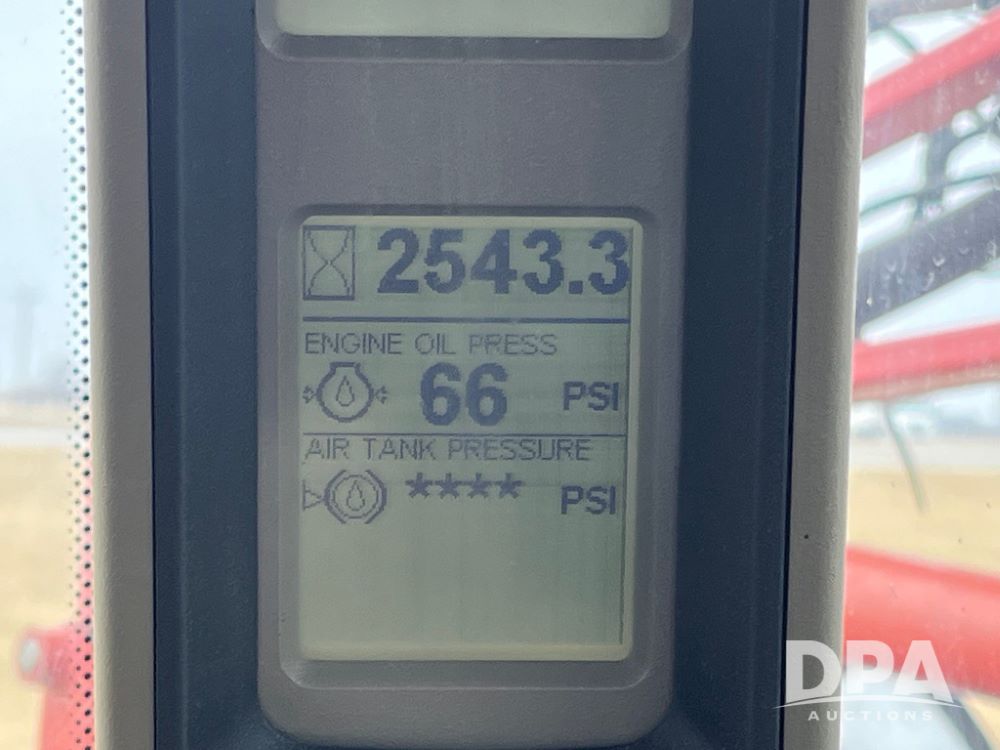 2543.3
ENGINE OIL PRESS
66 PSI
AIR TANK PRESSURE
**** PSI
DPA
AUCTIONS